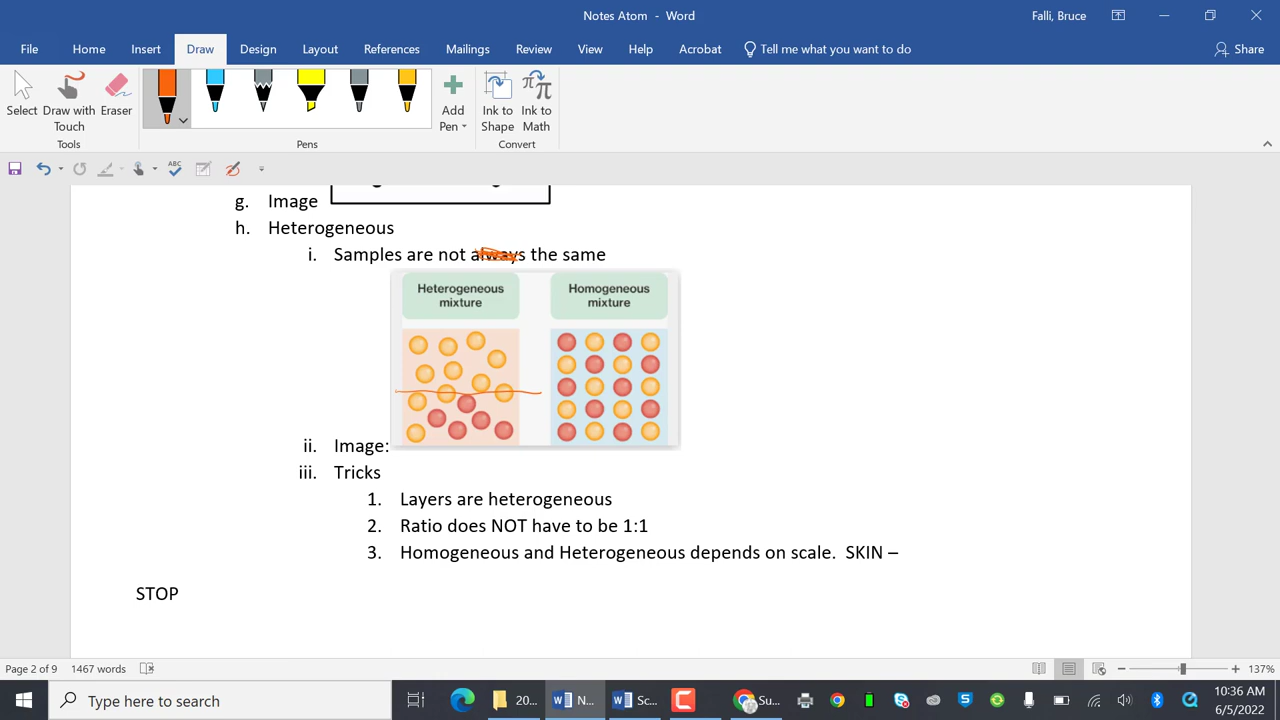 Notes Atom - Word
Falli, Bruce
File Home Insert Draw Design Layout References Mailings Review View Help Acrobat Tell me what you want to do Share
Select Draw with Touch Eraser Add Pen Ink to Shape Ink to Math
Tools Pens Convert
ABC
g. Image
h. Heterogeneous
i. Samples are not always the same
Heterogeneous mixture Homogeneous mixture
ii. Image:
iii. Tricks
1. Layers are heterogeneous
2. Ratio does NOT have to be 1:1
3. Homogeneous and Heterogeneous depends on scale. SKIN –
STOP
Page 2 of 9 1467 words 137%
Type here to search 20... N... Sc... Su... 10:36 AM
6/5/2022